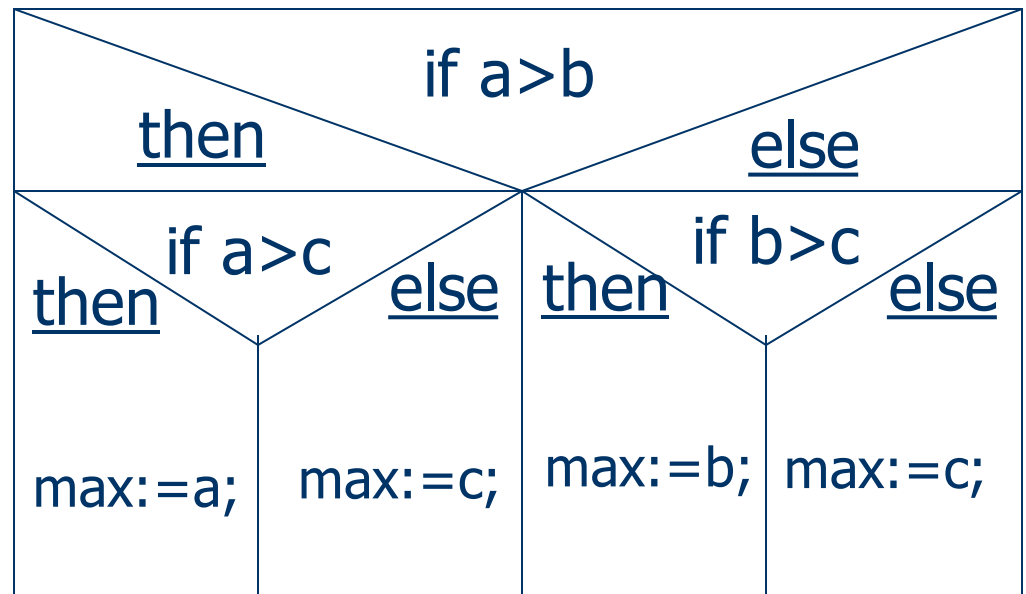 if a>b
then
else
if a>c
if b>c
then
else
then
else
max:=a;
max:=c;
max:=b;
max:=c;